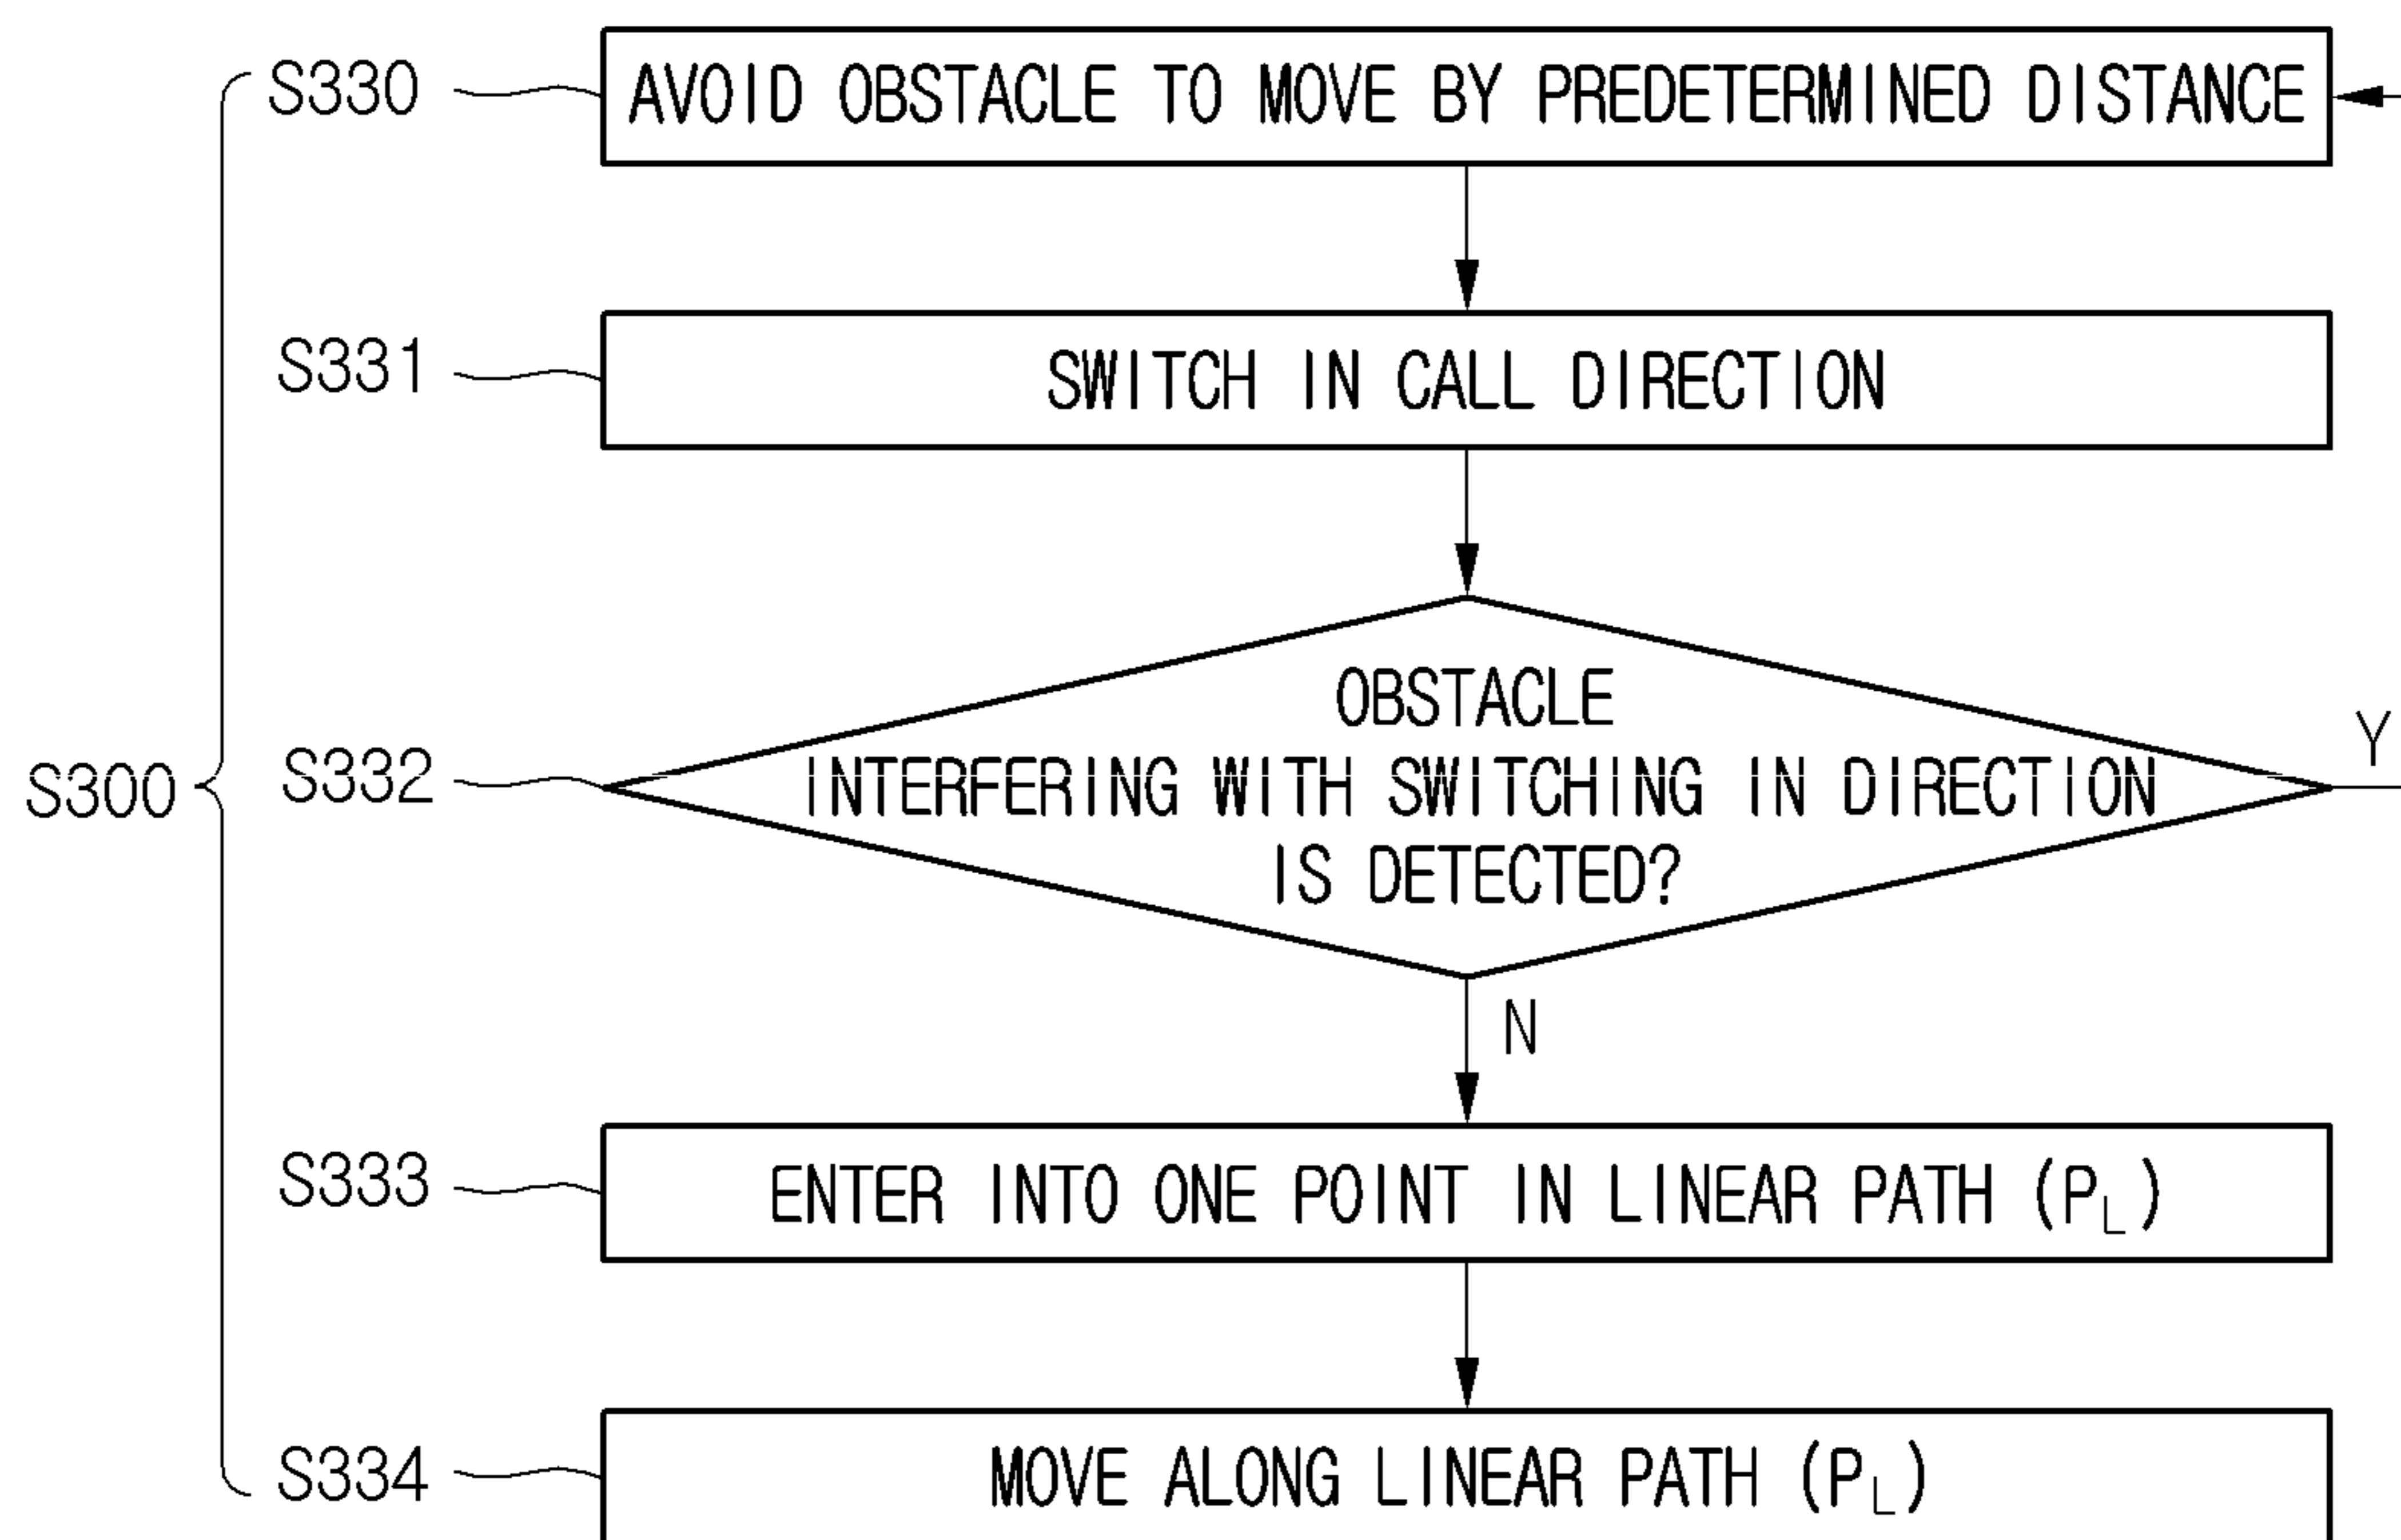 S330
AVOID OBSTACLE TO MOVE BY PREDETERMINED DISTANCE
S331
SWITCH IN CALL DIRECTION
S300
S332
OBSTACLE
INTERFERING WITH SWITCHING IN DIRECTION
IS DETECTED?
Y
N
S333
ENTER INTO ONE POINT IN LINEAR PATH (PL)
S334
MOVE ALONG LINEAR PATH (PL)